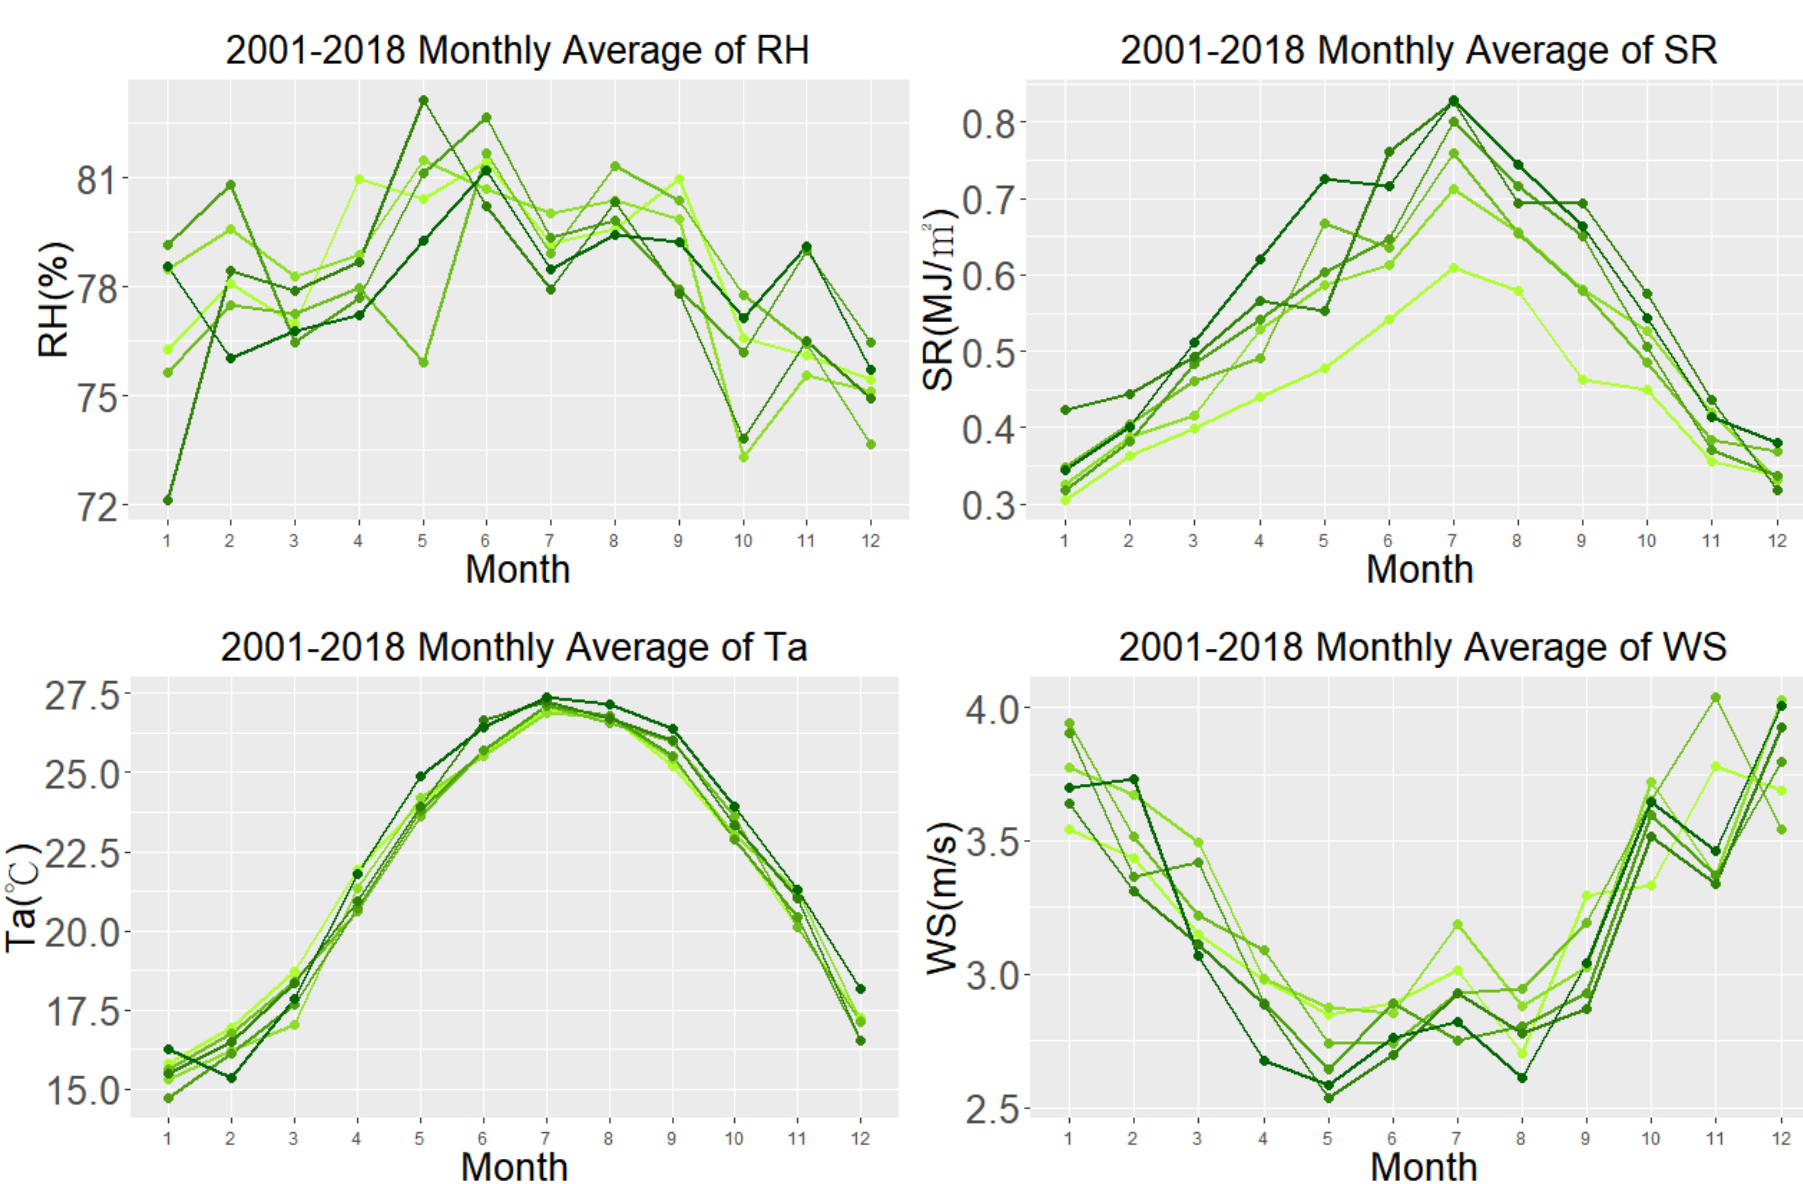 2001-2018 Monthly Average of RH
RH(%)
81
78
75
72
1 2 3 4 5 6 7 8 9 10 11 12
Month
2001-2018 Monthly Average of SR
SR(MJ/m²)
0.8
0.7
0.6
0.5
0.4
0.3
1 2 3 4 5 6 7 8 9 10 11 12
Month
2001-2018 Monthly Average of Ta
Ta(℃)
27.5
25.0
22.5
20.0
17.5
15.0
1 2 3 4 5 6 7 8 9 10 11 12
Month
2001-2018 Monthly Average of WS
WS(m/s)
4.0
3.5
3.0
2.5
1 2 3 4 5 6 7 8 9 10 11 12
Month